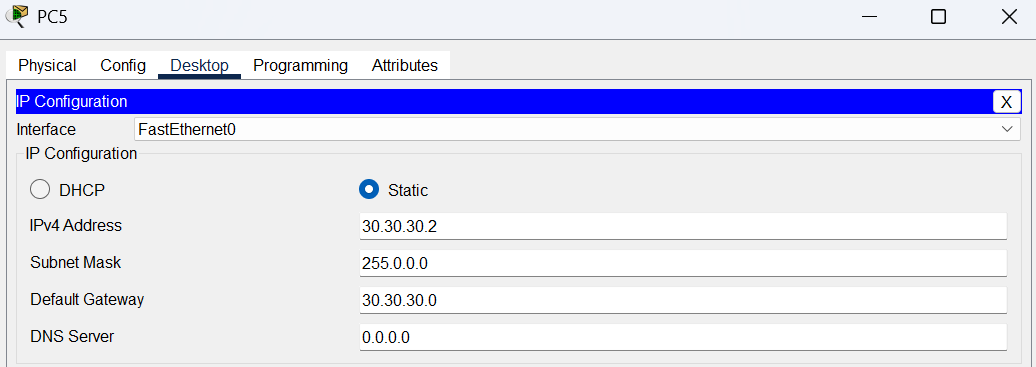 PC5
Physical Config Desktop Programming Attributes
IP Configuration X
Interface FastEthernet0
IP Configuration
DHCP Static
IPv4 Address 30.30.30.2
Subnet Mask 255.0.0.0
Default Gateway 30.30.30.0
DNS Server 0.0.0.0